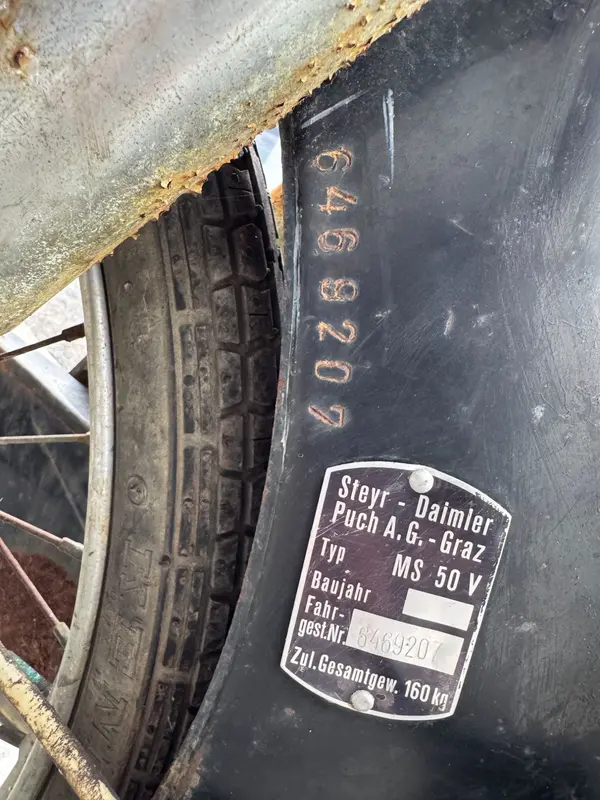 6469207
Steyr - Daimler
Puch A.G. - Graz
Typ MS 50 V
Baujahr
Fahr-
gest.Nr. 6469207
Zul. Gesamtgew. 160 kg